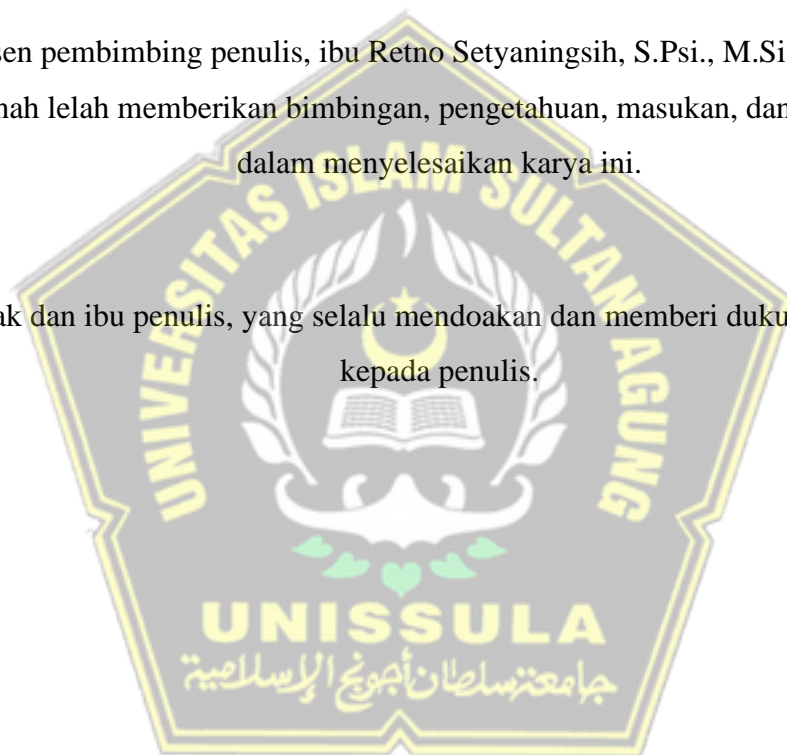 sen pembimbing penulis, ibu Retno Setyaningsih, S.Psi., M.Si
nah lelah memberikan bimbingan, pengetahuan, masukan, dan
dalam menyelesaikan karya ini.
ak dan ibu penulis, yang selalu mendoakan dan memberi duku
kepada penulis.
UNIVERSITAS ISLAM SULTAN AGUNG
UNISSULA
جامعة سلطان أجونج الإسلامية